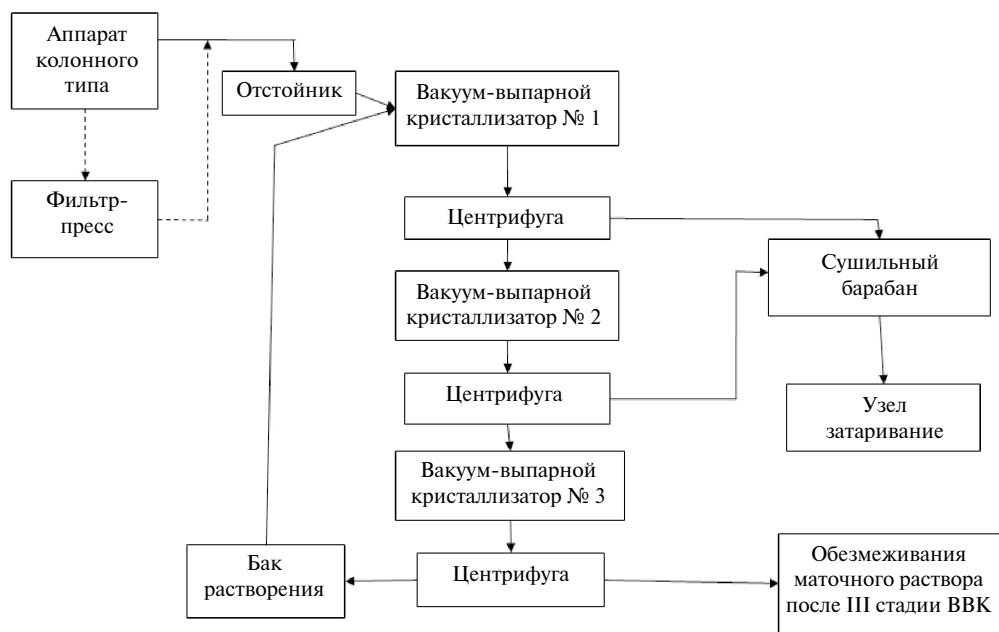 Аппарат
колонного
типа
Отстойник
Вакуум-выпарной
кристаллизатор № 1
Фильтр-
пресс
Центрифуга
Сушильный
барабан
Вакуум-выпарной
кристаллизатор № 2
Центрифуга
Узел
затаривание
Вакуум-выпарной
кристаллизатор № 3
Бак
растворения
Центрифуга
Обезмеживания
маточного раствора
после III стадии ВВК